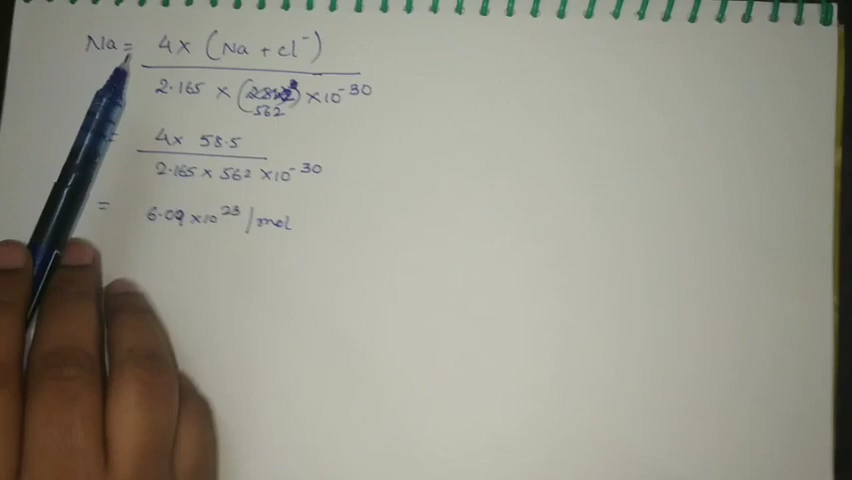 Na = 4 × (Na + Cl⁻)
2.165 × (562) × 10⁻³⁰
= 4 × 58.5
2.165 × 562 × 10⁻³⁰
= 6.09 × 10²³ / mol